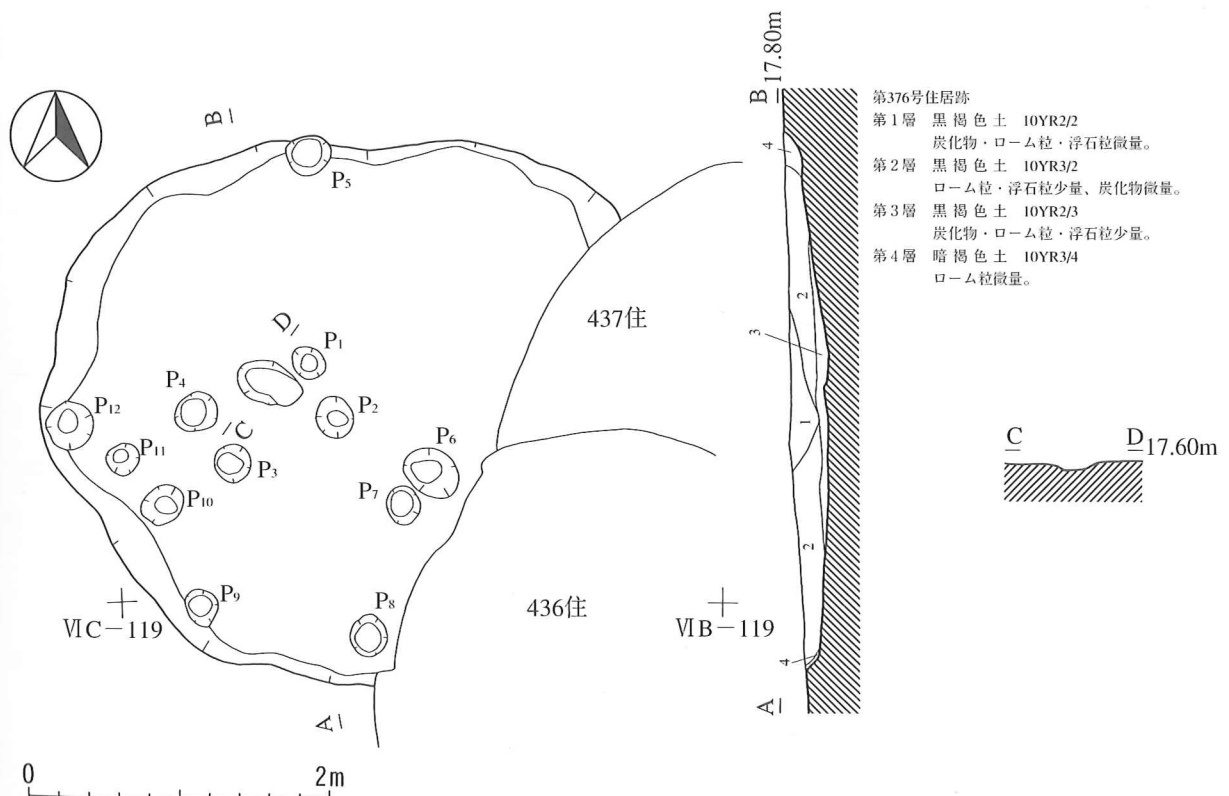 B
17.80m
B
第376号住居跡
第1層 黒褐色土 10YR2/2
炭化物・ローム粒・浮石粒微量。
第2層 黒褐色土 10YR3/2
ローム粒・浮石粒少量、炭化物微量。
第3層 黒褐色土 10YR2/3
炭化物・ローム粒・浮石粒少量。
第4層 暗褐色土 10YR3/4
ローム粒微量。
4
P5
2
437住
3
D
P1
P4
P2
P12
C
P6
1
P11
P3
C
D 17.60m
P7
P10
2
P9
P8
436住
ⅥC-119
ⅥB-119
4
A
A
0
2m